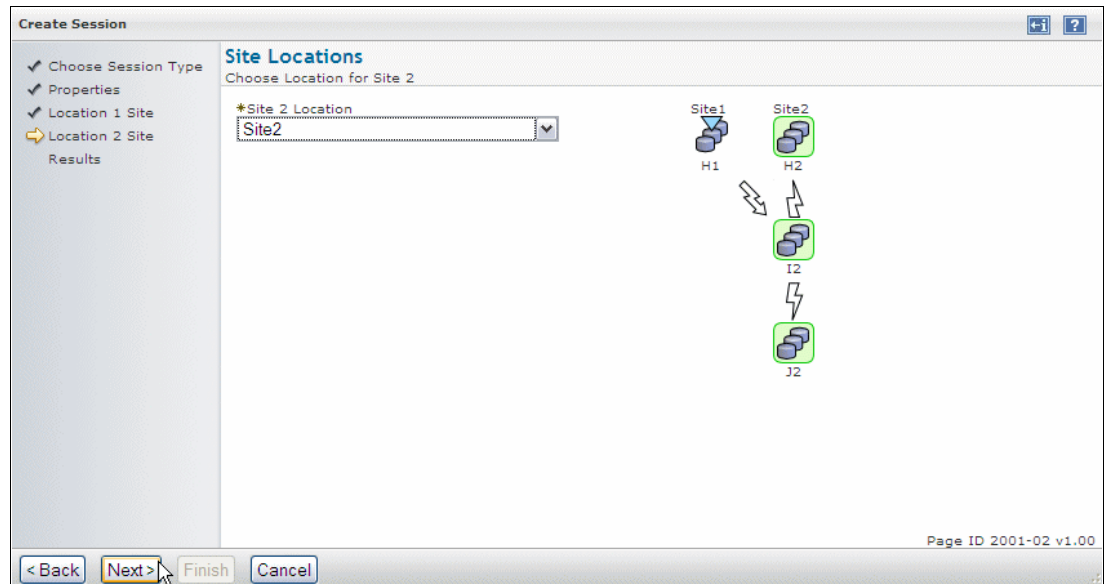 Create Session
?
Choose Session Type
Properties
Location 1 Site
Location 2 Site
Results
Site Locations
Choose Location for Site 2
*Site 2 Location
Site2
Site1 Site2
H1 H2
I2
J2
Page ID 2001-02 v1.00
< Back Next > Finish Cancel